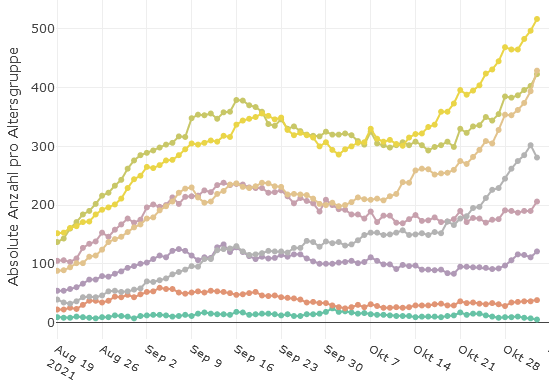 Absolute Anzahl pro Altersgruppe
500
400
300
200
100
0
Aug 19
2021
Aug 26
Sep 2
Sep 9
Sep 16
Sep 23
Sep 30
Okt 7
Okt 14
Okt 21
Okt 28